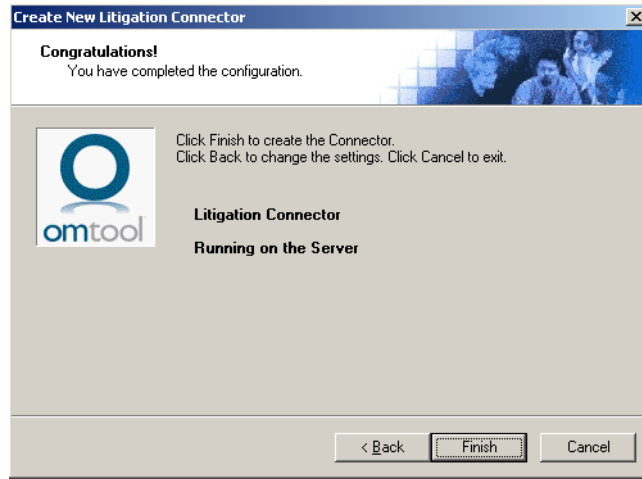 Create New Litigation Connector
Congratulations!
You have completed the configuration.
Click Finish to create the Connector.
Click Back to change the settings. Click Cancel to exit.
omtool
Litigation Connector
Running on the Server
< Back
Finish
Cancel